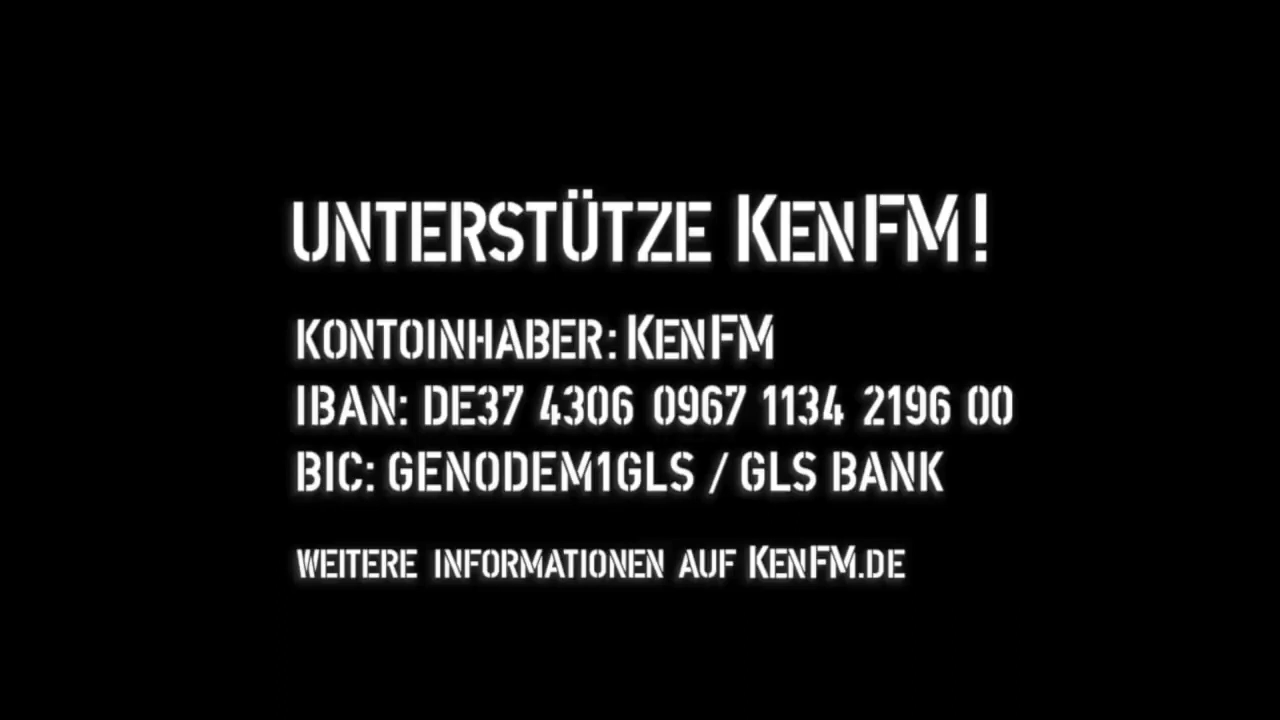 UNTERSTÜTZE KENFM!
KONTOINHABER: KENFM
IBAN: DE37 4306 0967 1134 2196 00
BIC: GENODEM1GLS / GLS BANK
WEITERE INFORMATIONEN AUF KENFM.DE